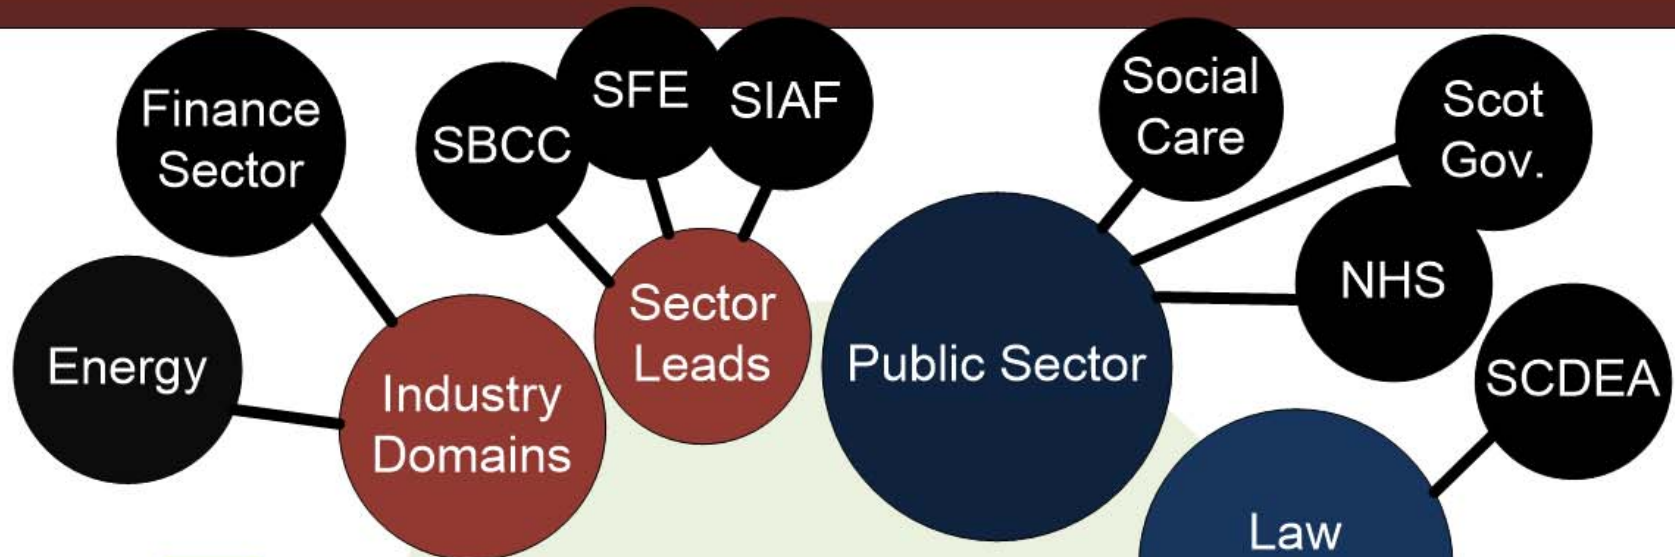 Finance
Sector
SBCC
SFE
SIAF
Social
Care
Scot
Gov.
NHS
SCDEA
Energy
Industry
Domains
Sector
Leads
Public Sector
Law